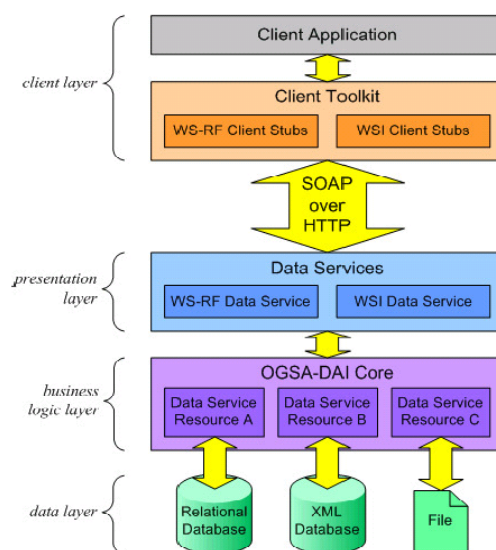 Client Application
client layer
Client Toolkit
WS-RF Client Stubs
WSI Client Stubs
SOAP
over
HTTP
Data Services
presentation
layer
WS-RF Data Service
WSI Data Service
OGSA-DAI Core
business
logic layer
Data Service
Resource A
Data Service
Resource B
Data Service
Resource C
data layer
Relational
Database
XML
Database
File